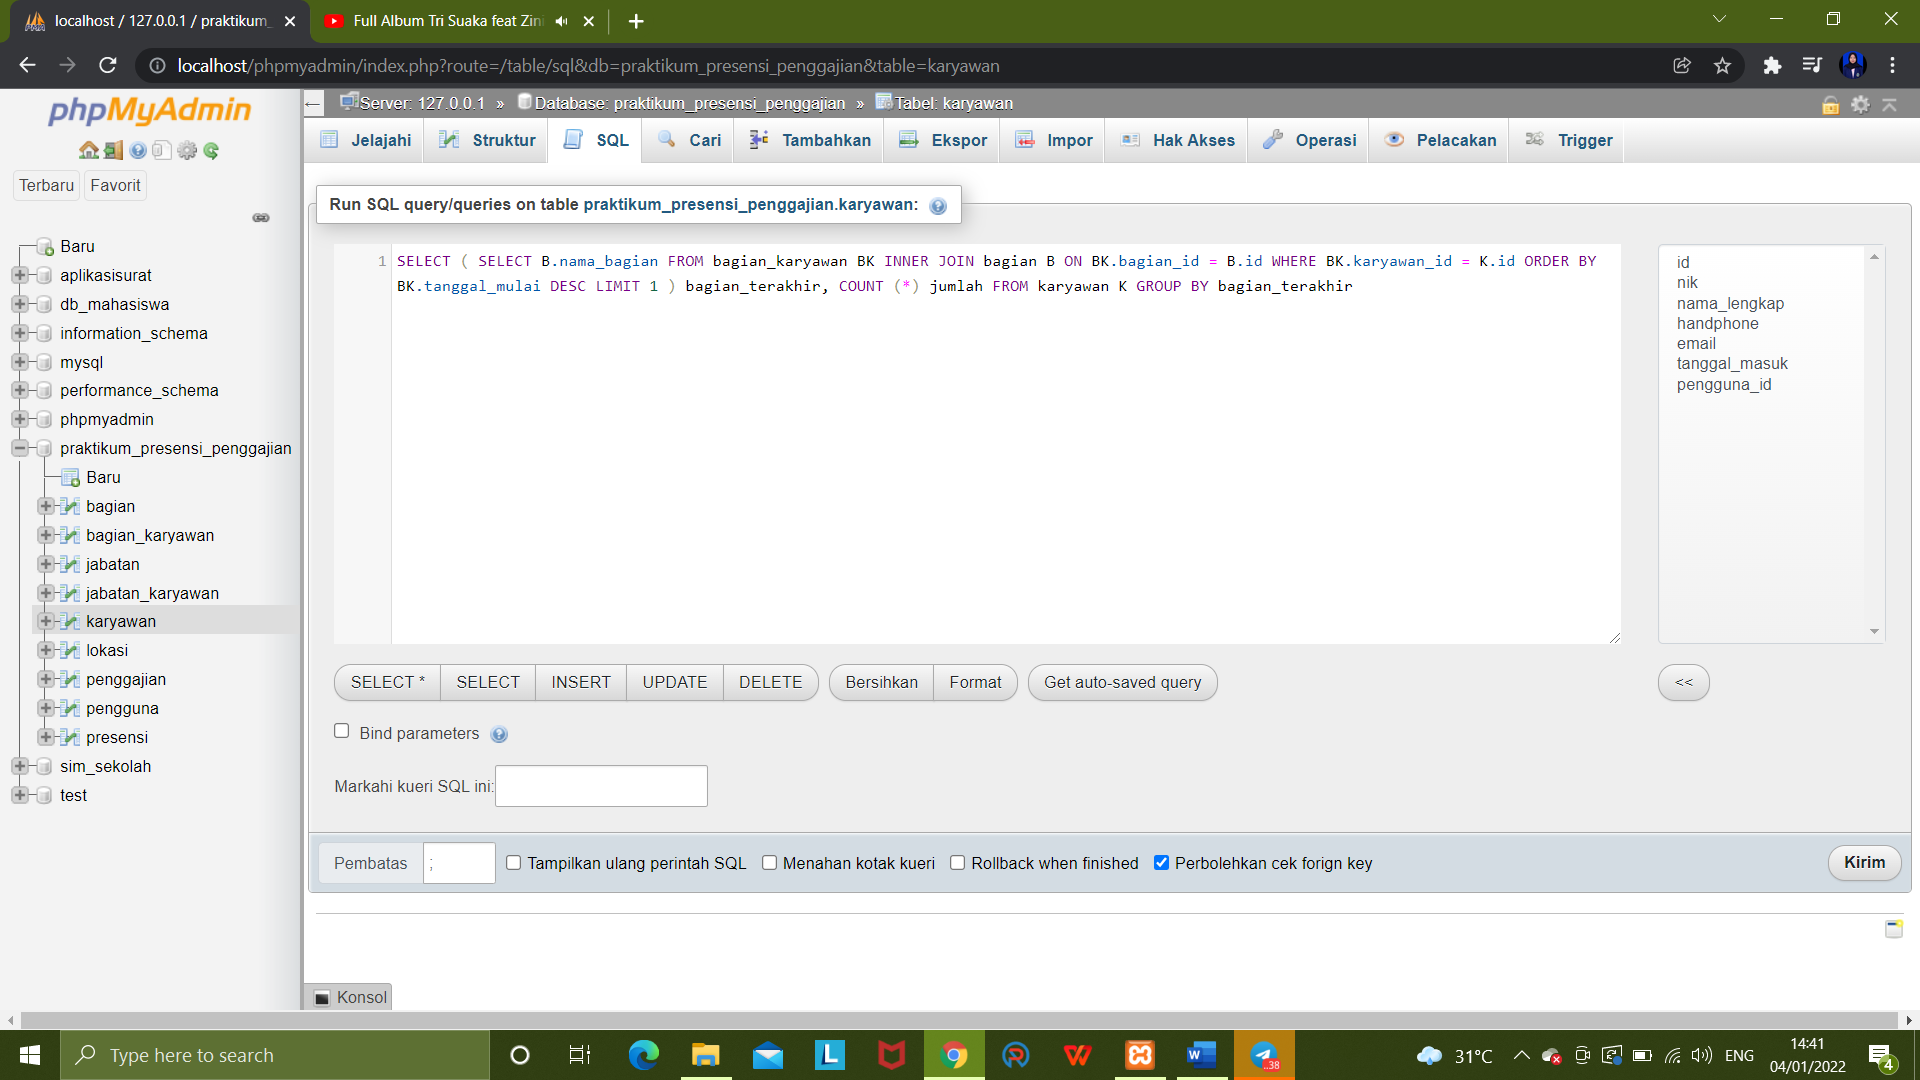 localhost / 127.0.0.1 / praktikum_
Full Album Tri Suaka feat Zin
localhost/phpmyadmin/index.php?route=/table/sql&db=praktikum_presensi_penggajian&table=karyawan
phpMyAdmin
Terbaru
Favorit
Baru
aplikasisurat
db_mahasiswa
information_schema
mysql
performance_schema
phpmyadmin
praktikum_presensi_penggajian
Baru
bagian
bagian_karyawan
jabatan
jabatan_karyawan
karyawan
lokasi
penggajian
pengguna
presensi
sim_sekolah
test
Server: 127.0.0.1 » Database: praktikum_presensi_penggajian » Tabel: karyawan
Jelajahi
Struktur
SQL
Cari
Tambahkan
Ekspor
Impor
Hak Akses
Operasi
Pelacakan
Trigger
Run SQL query/queries on table praktikum_presensi_penggajian.karyawan:
1
SELECT ( SELECT B.nama_bagian FROM bagian_karyawan BK INNER JOIN bagian B ON BK.bagian_id = B.id WHERE BK.karyawan_id = K.id ORDER BY
BK.tanggal_mulai DESC LIMIT 1 ) bagian_terakhir, COUNT (*) jumlah FROM karyawan K GROUP BY bagian_terakhir
id
nik
nama_lengkap
handphone
email
tanggal_masuk
pengguna_id
SELECT *
SELECT
INSERT
UPDATE
DELETE
Bersihkan
Format
Get auto-saved query
<<
Bind parameters
Markahi kueri SQL ini:
Pembatas
;
Tampilkan ulang perintah SQL
Menahan kotak kueri
Rollback when finished
Perbolehkan cek forign key
Kirim
Konsol
Type here to search
L
W
..38
31°C
ENG
14:41
04/01/2022
4